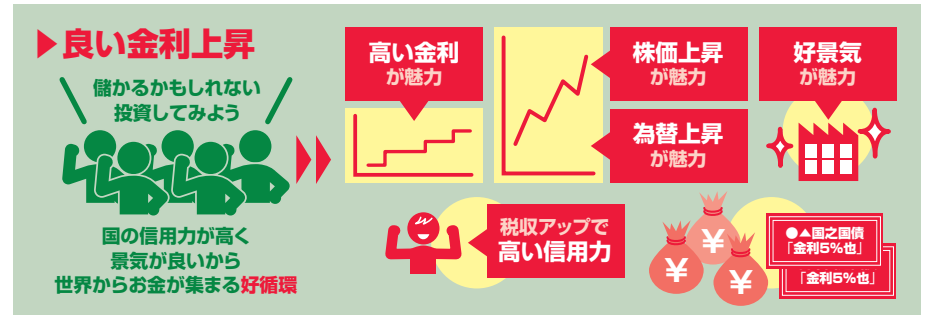 ▶良い金利上昇
儲かるかもしれない
投資してみよう
国の信用力が高く
景気が良いから
世界からお金が集まる好循環
高い金利
が魅力
株価上昇
が魅力
為替上昇
が魅力
好景気
が魅力
税収アップで
高い信用力
¥
¥
¥
●▲国之国債
「金利5%也」
「金利5%也」